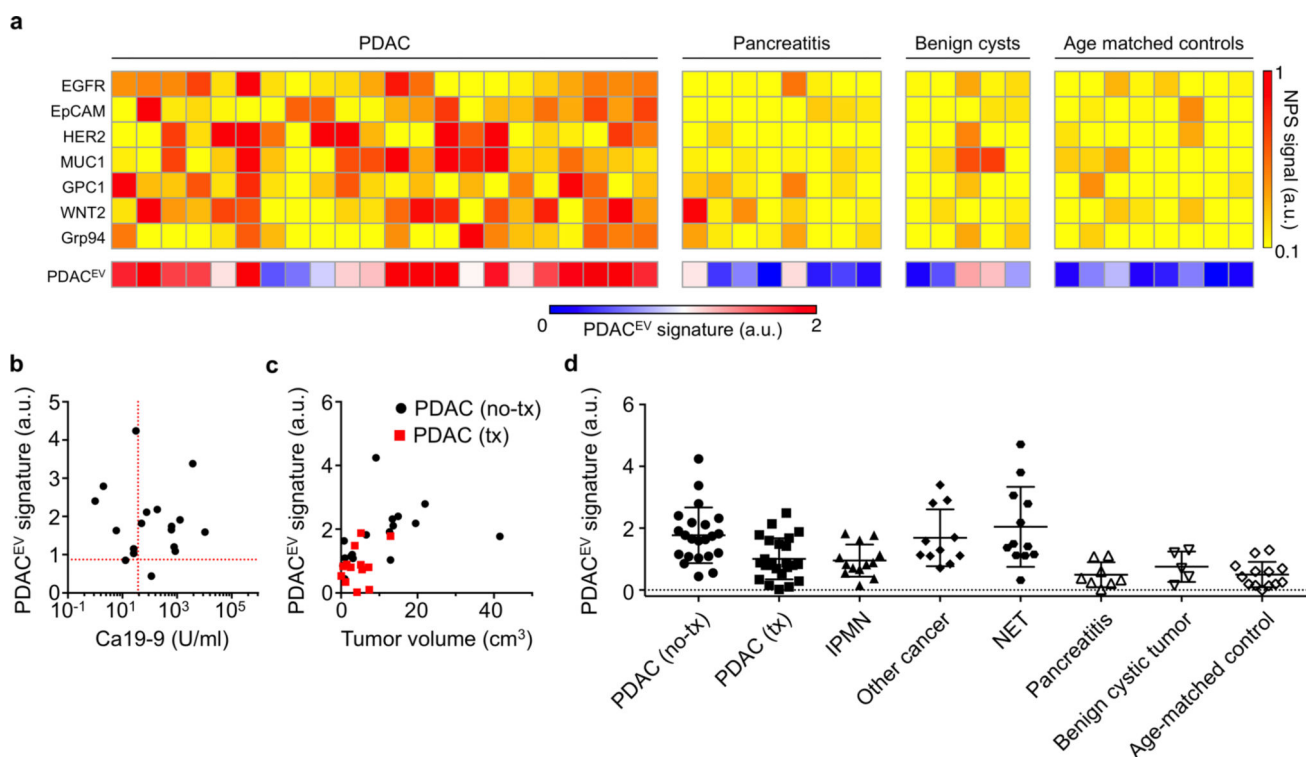 a
PDAC
Pancreatitis
Benign cysts
Age matched controls
EGFR
EpCAM
HER2
MUC1
GPC1
WNT2
Grp94
PDACEV
1
NPS signal (a.u.)
0.1
0
PDACEV signature (a.u.)
2
b
PDACEV signature (a.u.)
5
4
3
2
1
0
10-1
101
103
105
Ca19-9 (U/ml)
c
PDACEV signature (a.u.)
6
4
2
0
PDAC (no-tx)
PDAC (tx)
0
20
40
Tumor volume (cm3)
d
PDACEV signature (a.u.)
6
4
2
0
PDAC (no-tx)
PDAC (tx)
IPMN
Other cancer
NET
Pancreatitis
Benign cystic tumor
Age-matched control